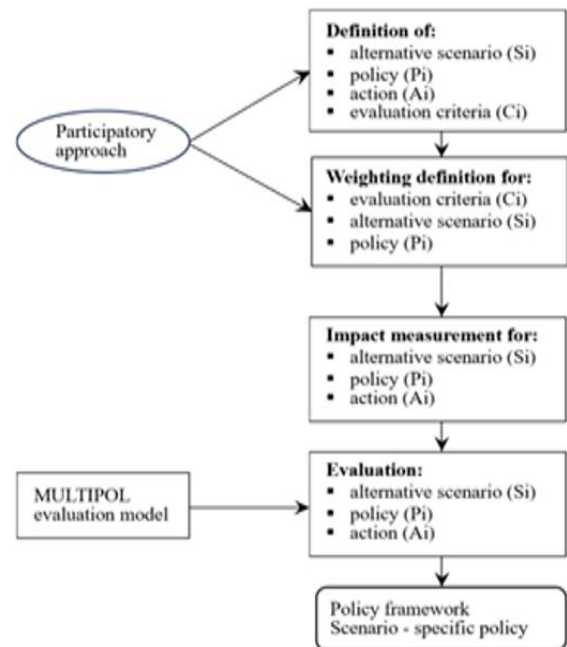 Definition of:
▪ alternative scenario (Si)
▪ policy (Pi)
▪ action (Ai)
▪ evaluation criteria (Ci)
Participatory
approach
Weighting definition for:
▪ evaluation criteria (Ci)
▪ alternative scenario (Si)
▪ policy (Pi)
Impact measurement for:
▪ alternative scenario (Si)
▪ policy (Pi)
▪ action (Ai)
Evaluation:
▪ alternative scenario (Si)
▪ policy (Pi)
▪ action (Ai)
MULTIPOL
evaluation model
Policy framework
Scenario - specific policy